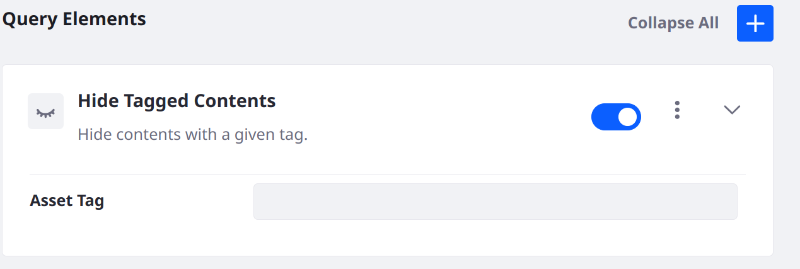 Query Elements
Collapse All
Hide Tagged Contents
Hide contents with a given tag.
Asset Tag